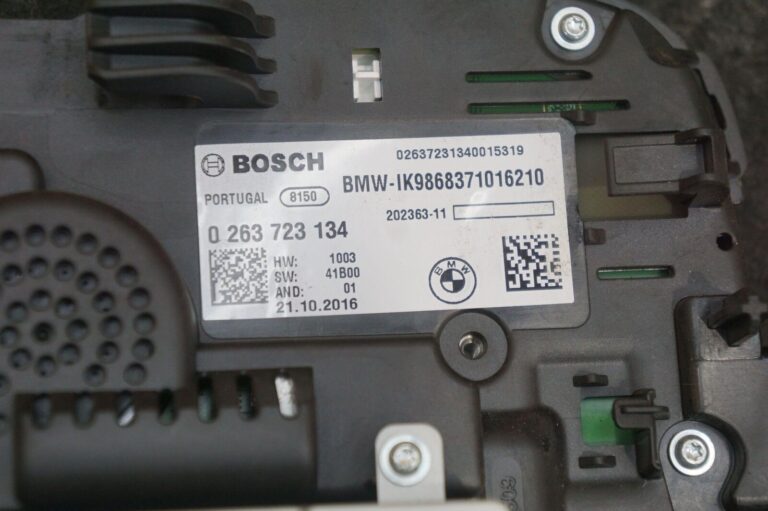 BOSCH
02637231340015319
PORTUGAL 8150
BMW-IK9868371016210
202363-11
0 263 723 134
HW: 1003
SW: 41B00
AND: 01
21.10.2016
BMW